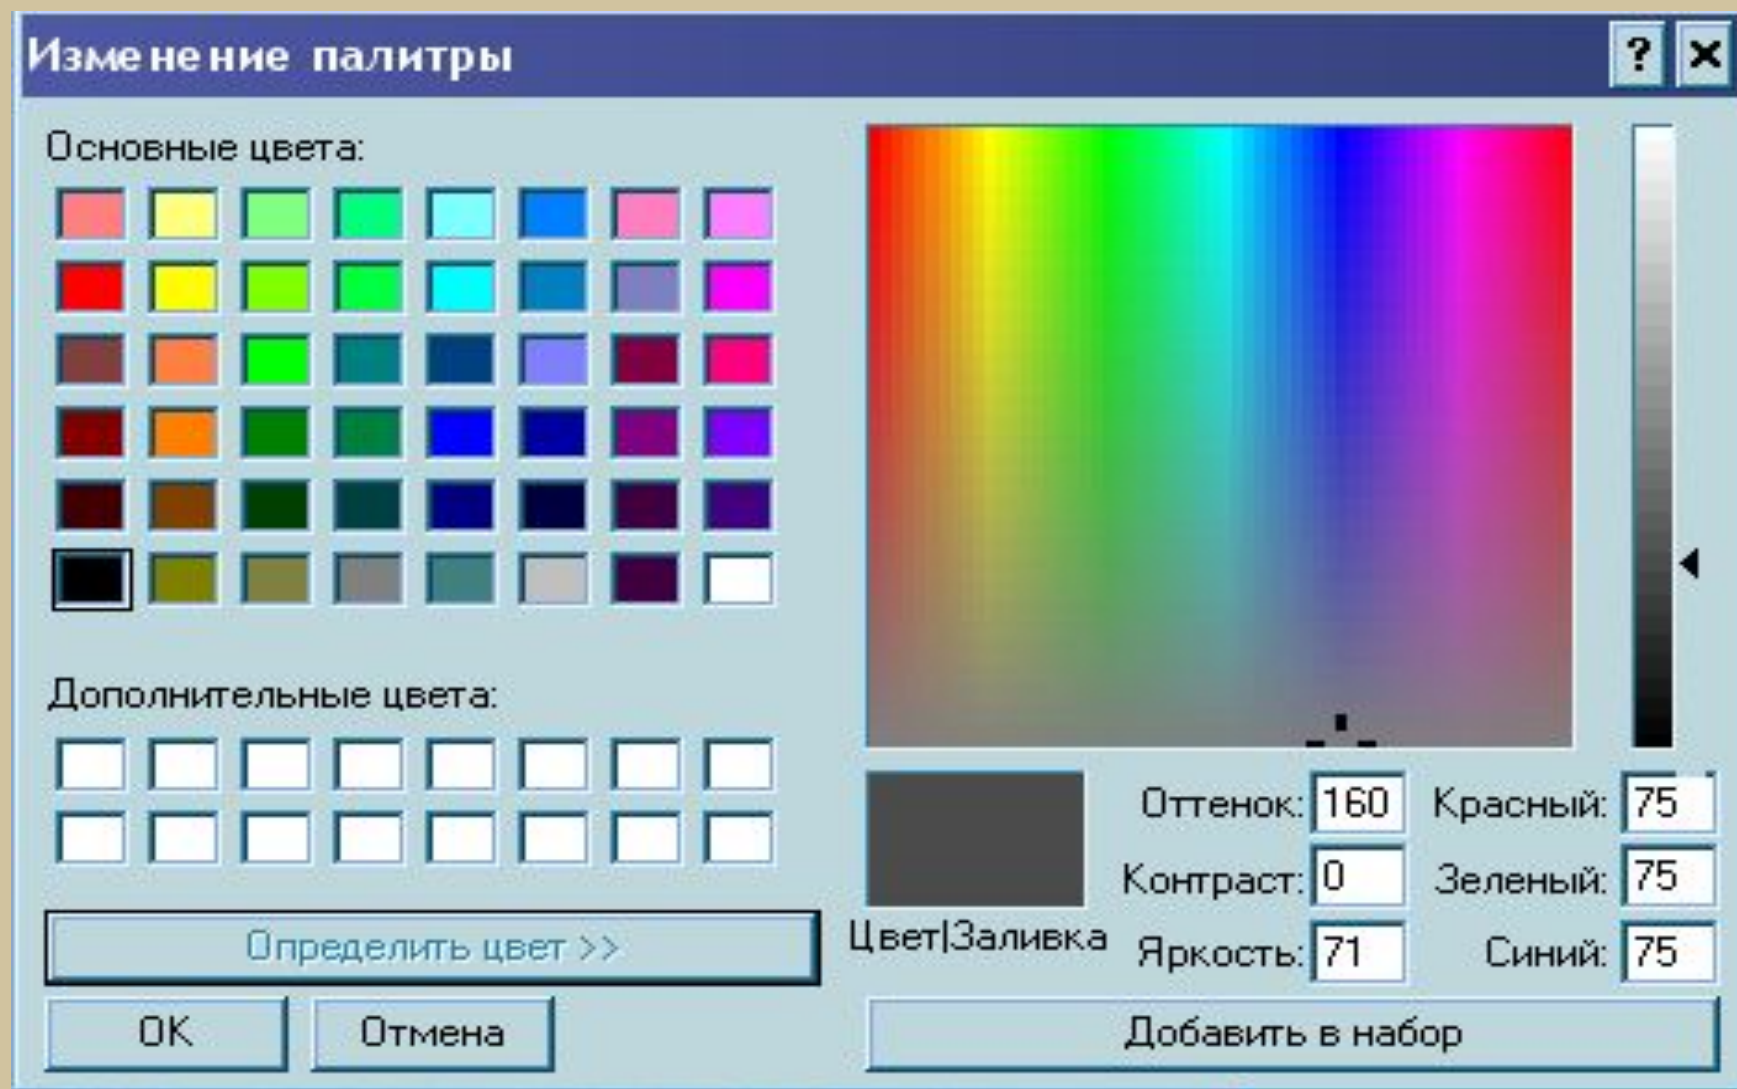 Изменение палитры
?
Основные цвета:
Дополнительные цвета:
Определить цвет >>
OK
Отмена
Цвет|Заливка
Оттенок: 160
Контраст: 0
Яркость: 71
Красный: 75
Зеленый: 75
Синий: 75
Добавить в набор